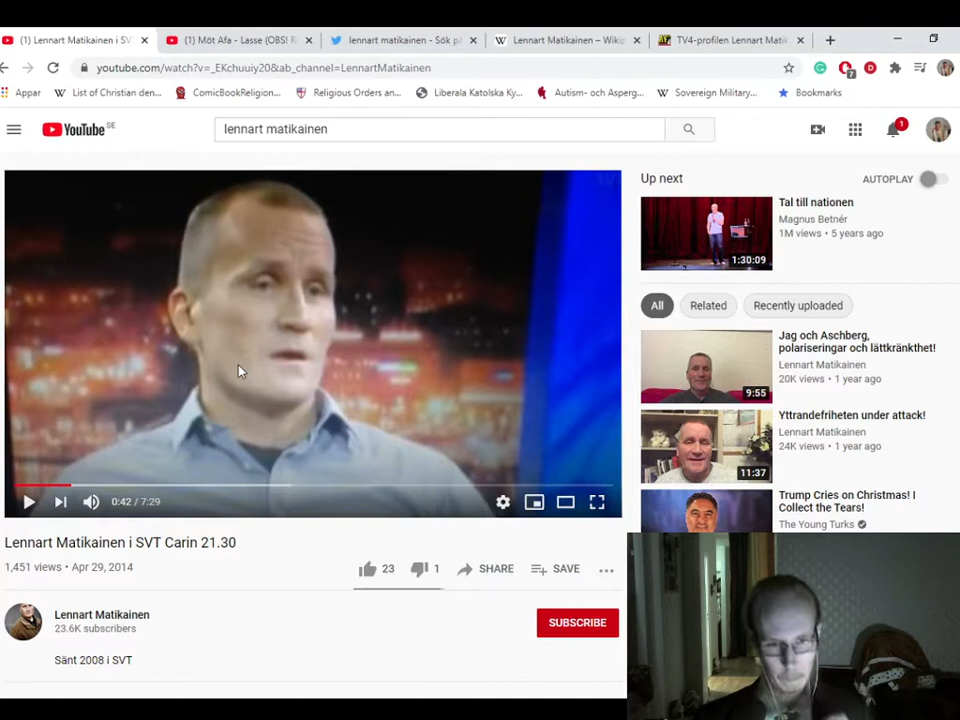 (1) Lennart Matikainen i SV
(1) Möt Afa - Lasse (OBS! R
lennart matikainen - Sök p
Lennart Matikainen – Wikip
TV4-profilen Lennart Matik
youtube.com/watch?v=_EKchuuiy20&ab_channel=LennartMatikainen
7
Appar
List of Christian den...
ComicBookReligion...
Religious Orders an...
Liberala Katolska Ky...
Autism- och Asperg...
Sovereign Military...
Bookmarks
YouTube SE
lennart matikainen
1
Up next
AUTOPLAY
Tal till nationen
Magnus Betnér
1M views • 5 years ago
1:30:09
All
Related
Recently uploaded
Jag och Aschberg,
polariseringar och lättkränkthet!
Lennart Matikainen
20K views • 1 year ago
9:55
Yttrandefriheten under attack!
Lennart Matikainen
24K views • 1 year ago
11:37
Trump Cries on Christmas! I
Collect the Tears!
The Young Turks
0:42 / 7:29
Lennart Matikainen i SVT Carin 21.30
1,451 views • Apr 29, 2014
23
1
SHARE
SAVE
Lennart Matikainen
23.6K subscribers
SUBSCRIBE
Sänt 2008 i SVT